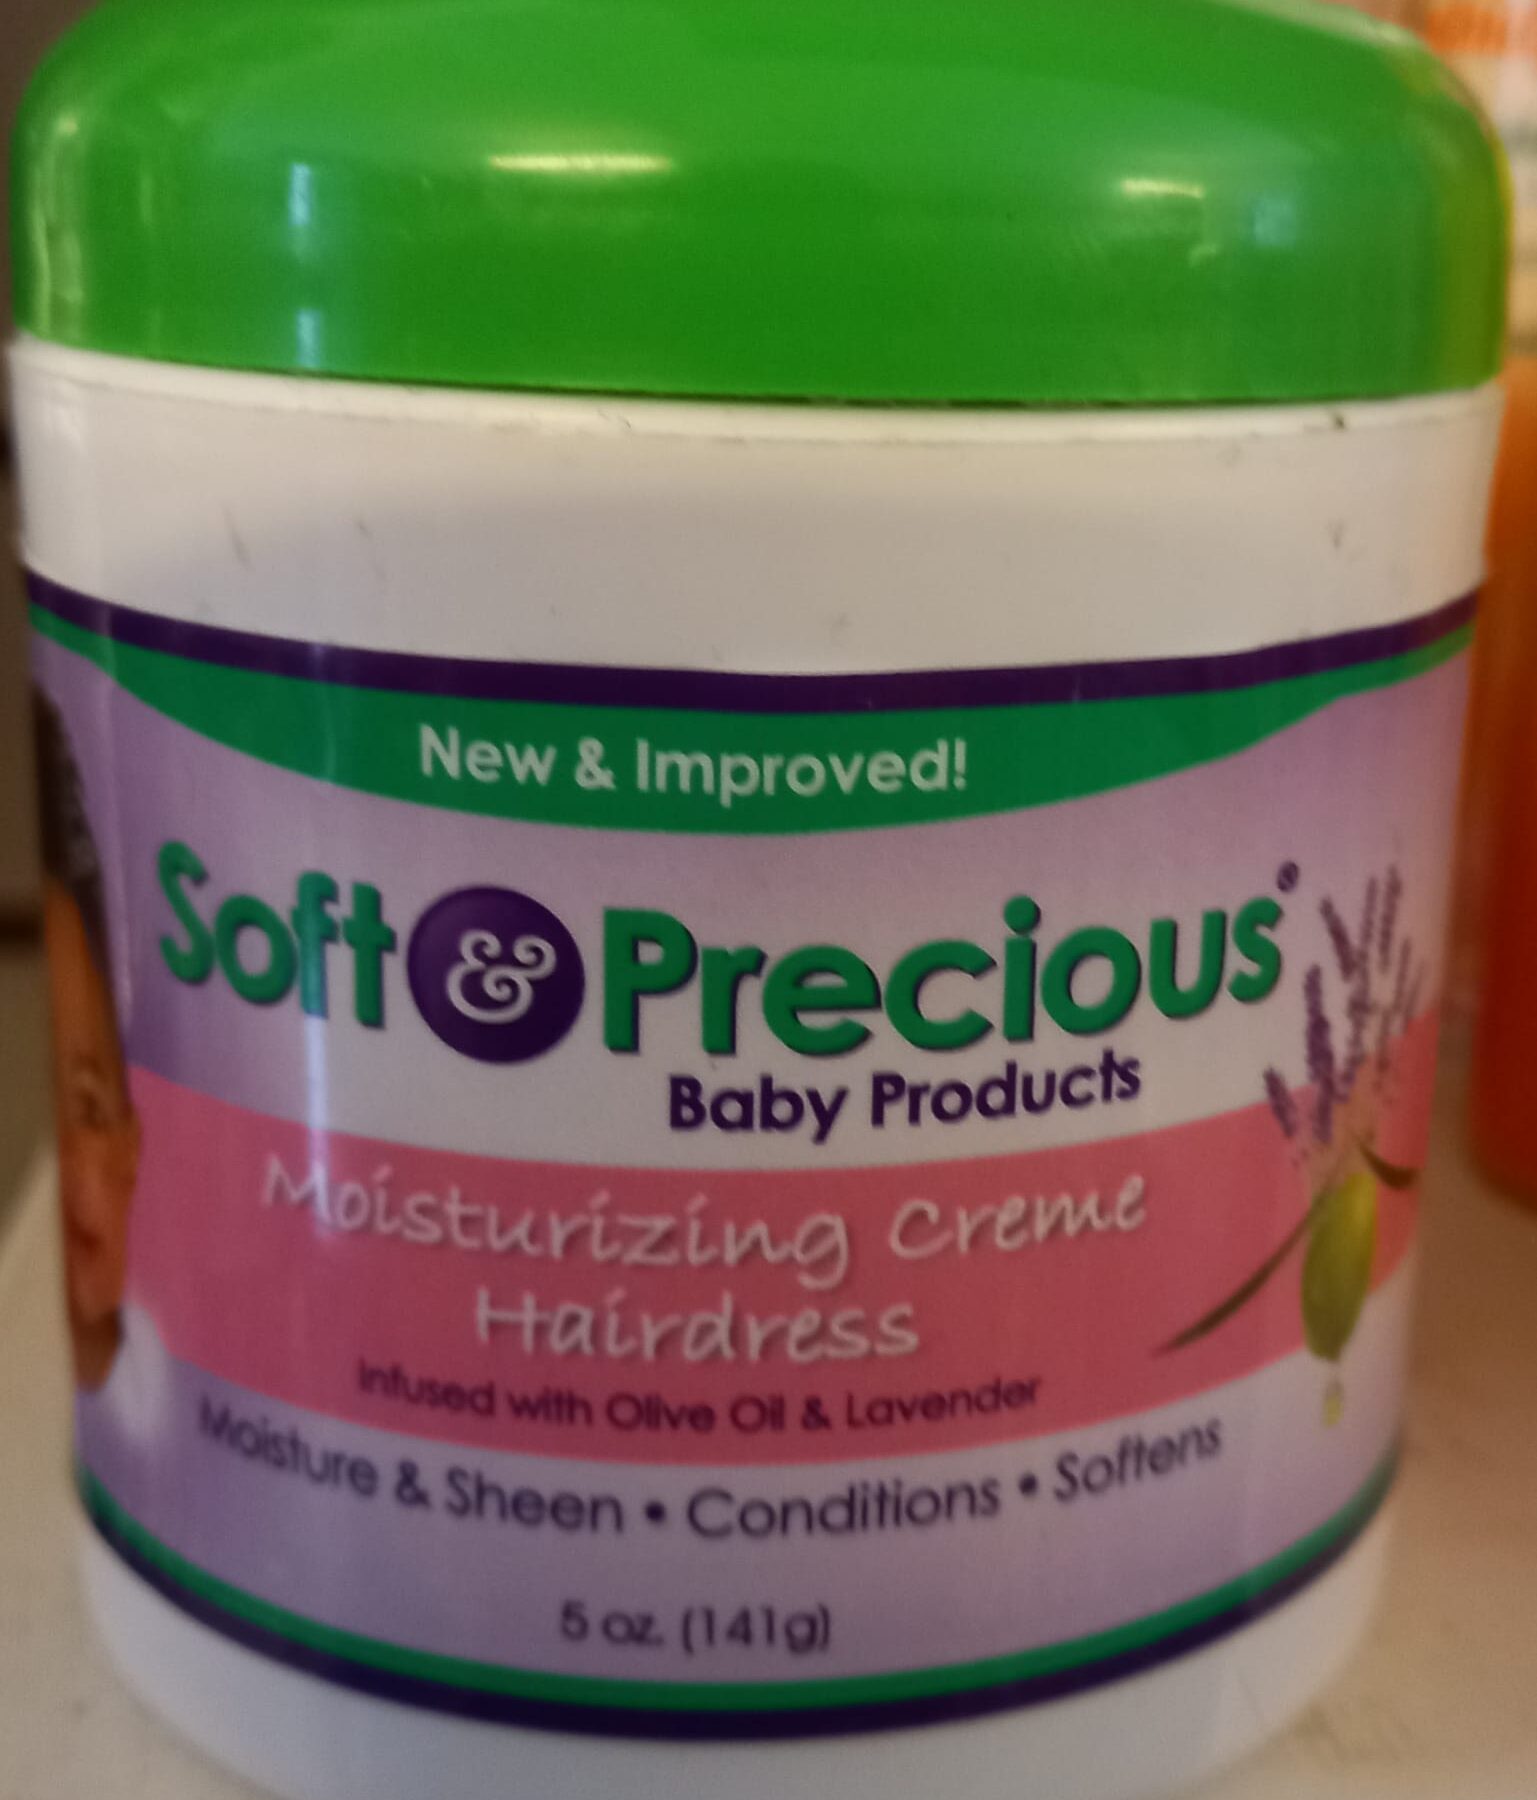 New & Improved!
Soft & Precious®
Baby Products
Moisturizing Creme
Hairdress
Infused with Olive Oil & Lavender
Moisture & Sheen • Conditions • Softens
5 oz. (141g)